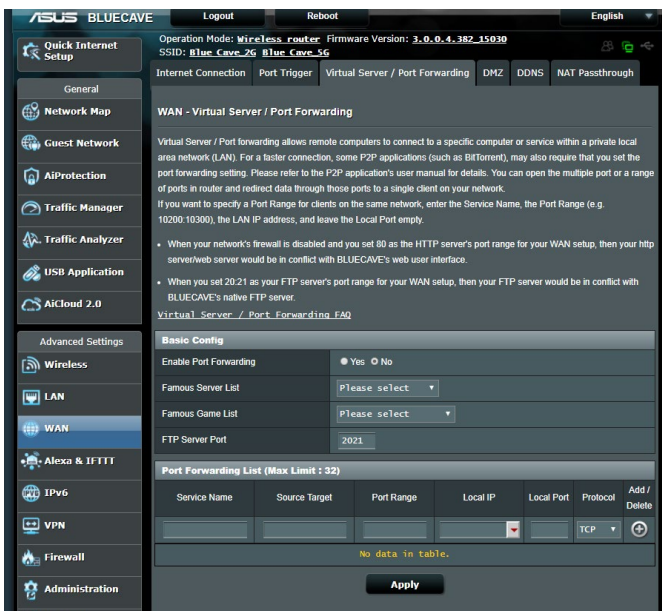 ASUS BLUECAVE Logout Reboot English
Quick Internet Setup
Operation Mode: Wireless router Firmware Version: 3.0.0.4.382_15030
SSID: Blue Cave_2G Blue Cave_5G
Internet Connection Port Trigger Virtual Server / Port Forwarding DMZ DDNS NAT Passthrough
General
Network Map
Guest Network
AiProtection
Traffic Manager
Traffic Analyzer
USB Application
AiCloud 2.0
Advanced Settings
Wireless
LAN
WAN
Alexa & IFTTT
IPv6
VPN
Firewall
Administration
WAN - Virtual Server / Port Forwarding
Virtual Server / Port forwarding allows remote computers to connect to a specific computer or service within a private local
area network (LAN). For a faster connection, some P2P applications (such as BitTorrent), may also require that you set the
port forwarding setting. Please refer to the P2P application's user manual for details. You can open the multiple port or a range
of ports in router and redirect data through those ports to a single client on your network.
If you want to specify a Port Range for clients on the same network, enter the Service Name, the Port Range (e.g.
10200:10300), the LAN IP address, and leave the Local Port empty.
• When your network's firewall is disabled and you set 80 as the HTTP server's port range for your WAN setup, then your http
server/web server would be in conflict with BLUECAVE's web user interface.
• When you set 20:21 as your FTP server's port range for your WAN setup, then your FTP server would be in conflict with
BLUECAVE's native FTP server.
Virtual Server / Port Forwarding FAQ
Basic Config
Enable Port Forwarding Yes No
Famous Server List Please select
Famous Game List Please select
FTP Server Port 2021
Port Forwarding List (Max Limit : 32)
Service Name Source Target Port Range Local IP Local Port Protocol Add / Delete
TCP
No data in table.
Apply